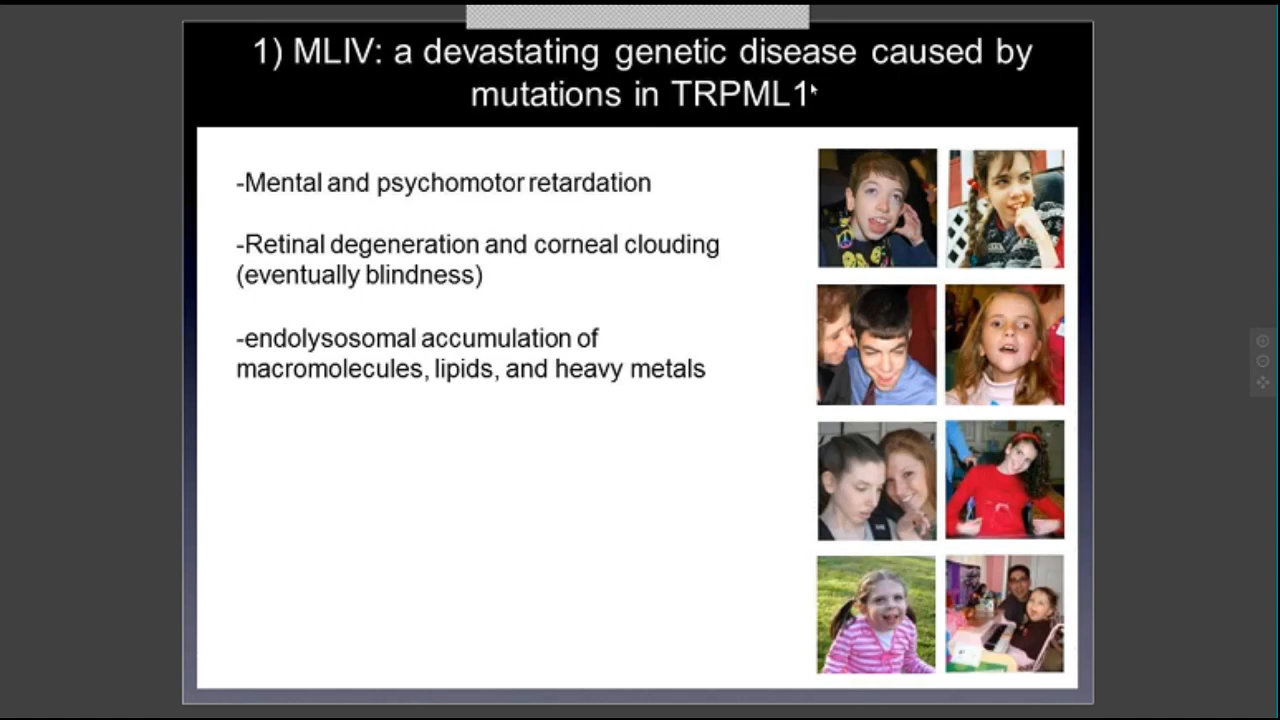 1) MLIV: a devastating genetic disease caused by
mutations in TRPML1
-Mental and psychomotor retardation
-Retinal degeneration and corneal clouding
(eventually blindness)
-endolysosomal accumulation of
macromolecules, lipids, and heavy metals